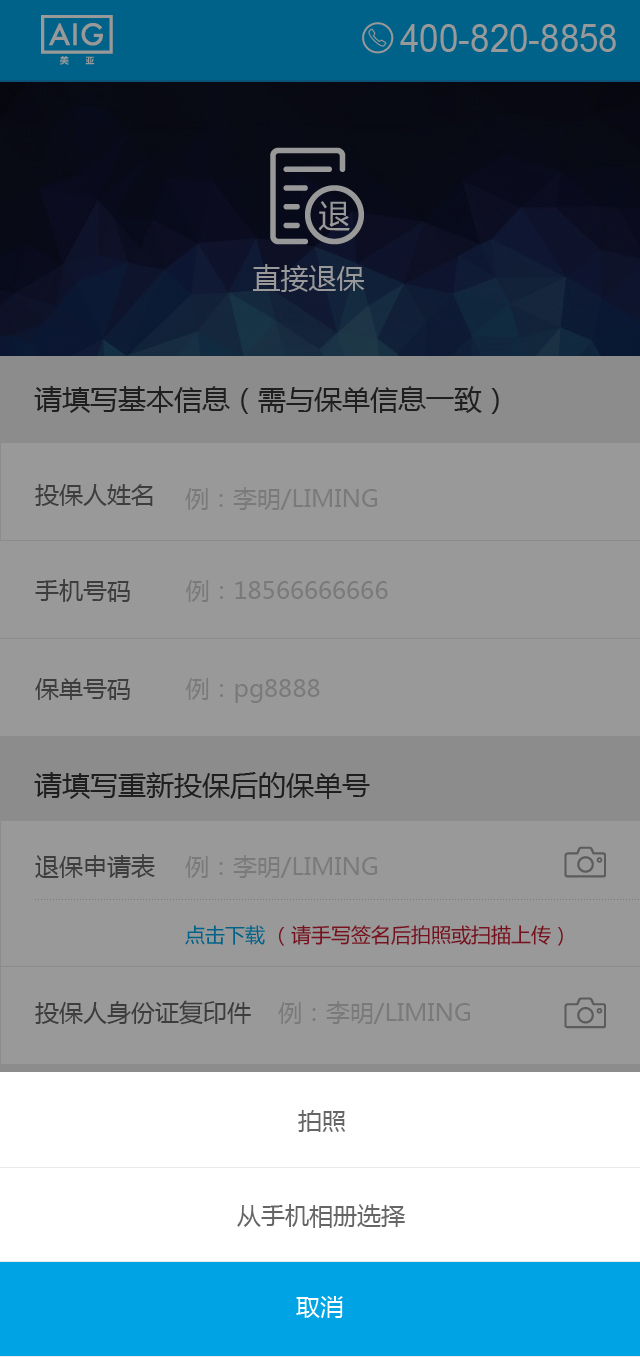 AIG
美亚
400-820-8858
退
直接退保
请填写基本信息（需与保单信息一致）
投保人姓名 例：李明/LIMING
手机号码 例：18566666666
保单号码 例：pg8888
请填写重新投保后的保单号
退保申请表 例：李明/LIMING
点击下载（请手写签名后拍照或扫描上传）
投保人身份证复印件 例：李明/LIMING
拍照
从手机相册选择
取消